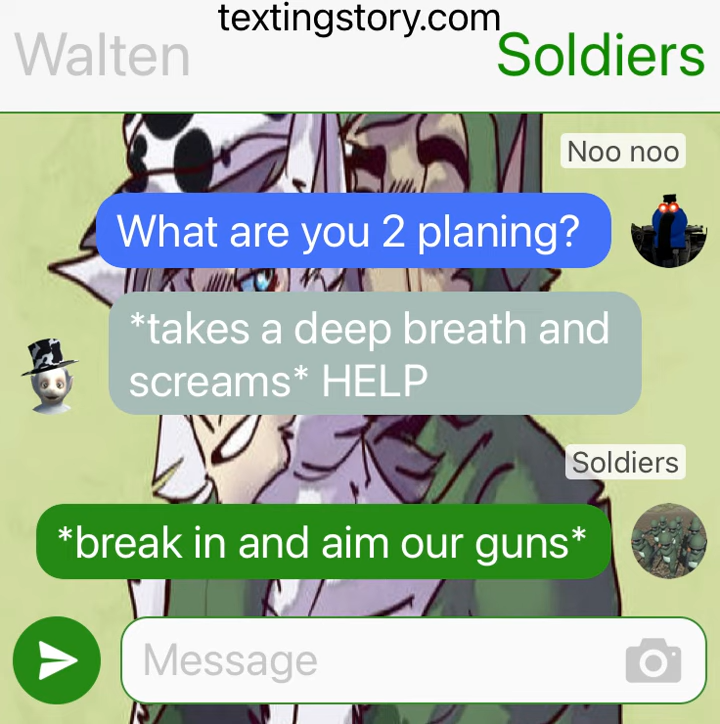 textingstory.com
Walten
Soldiers
Noo noo
What are you 2 planing?
*takes a deep breath and
screams* HELP
Soldiers
*break in and aim our guns*
Message